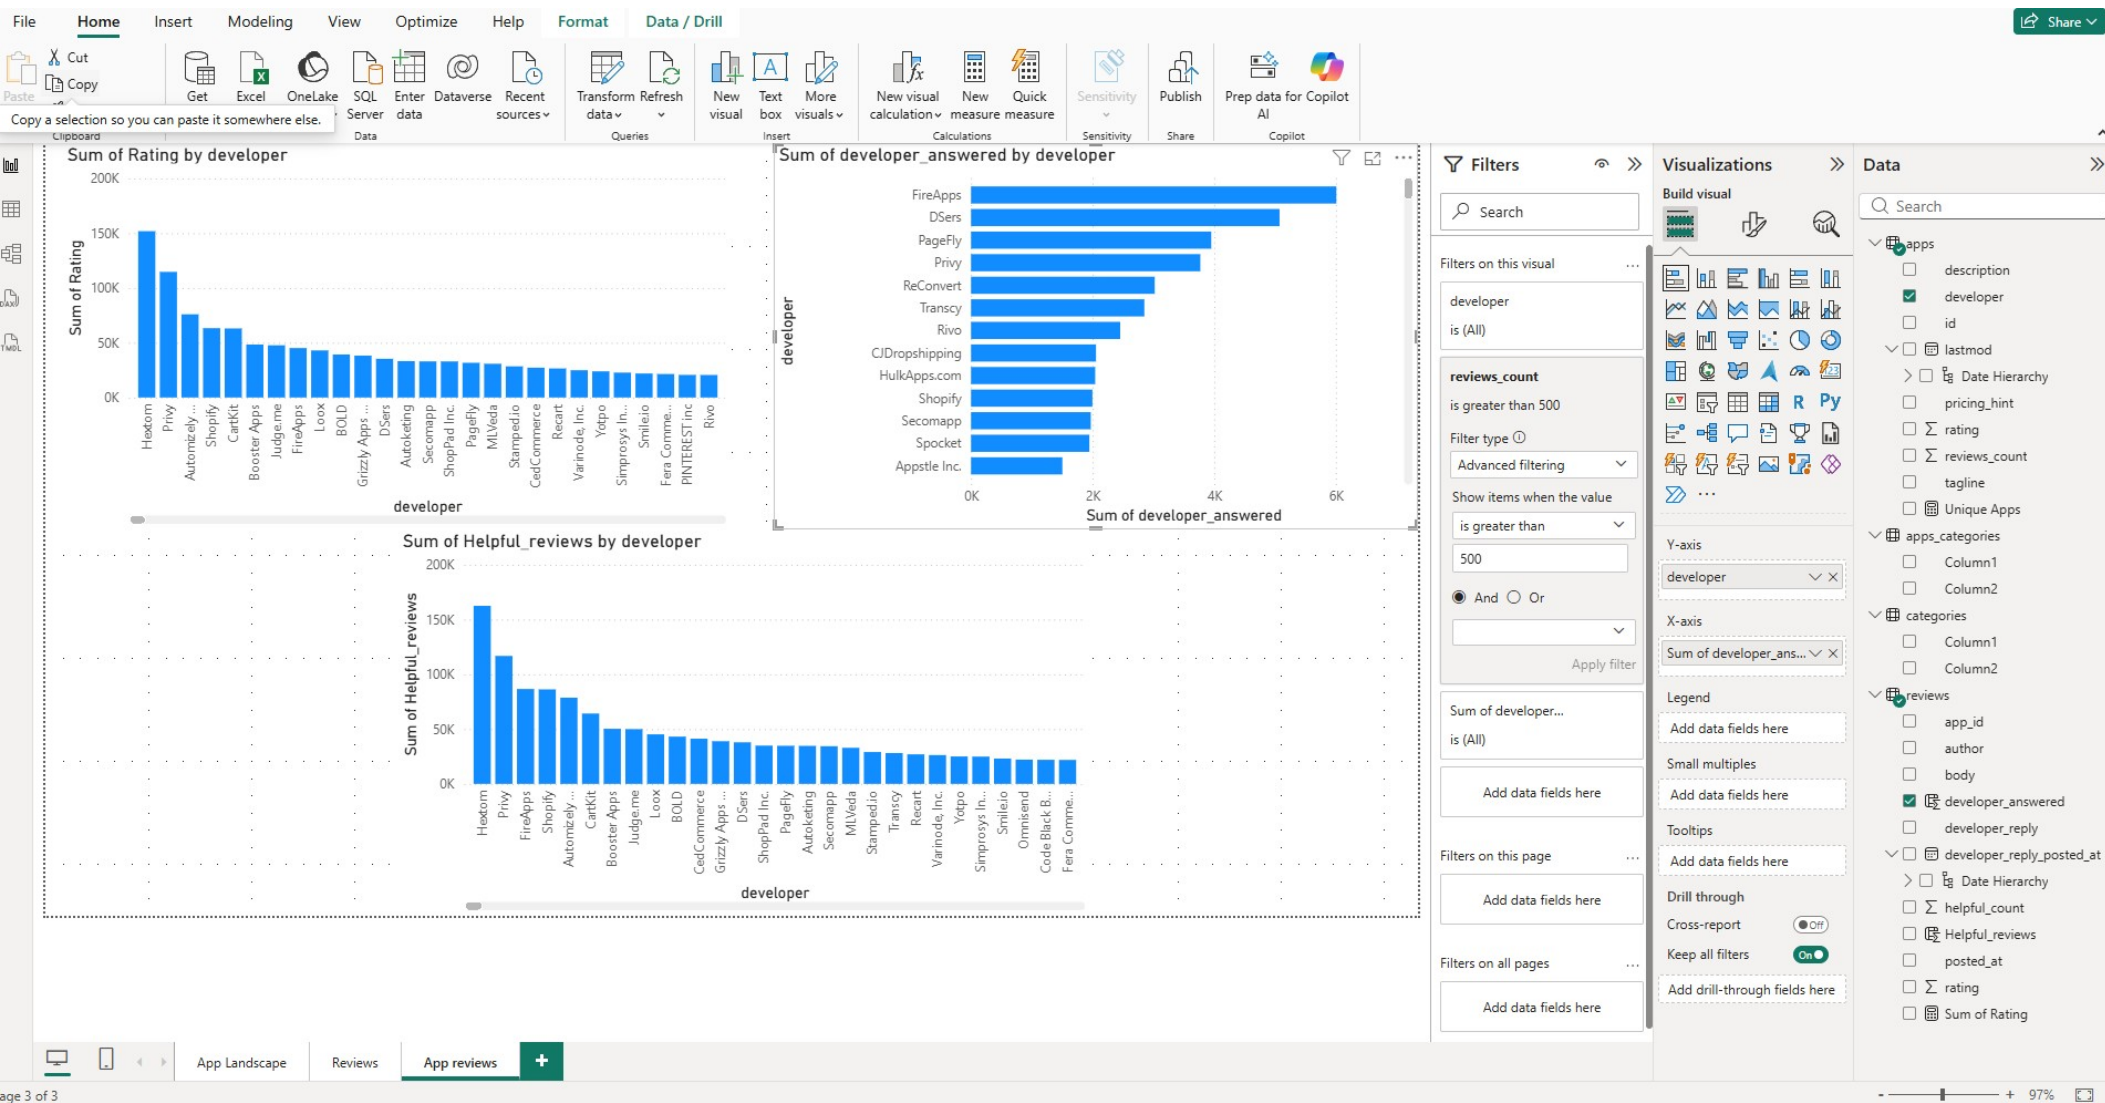 File Home Insert Modeling View Optimize Help Format Data / Drill Share
Paste
Cut
Copy
Copy a selection so you can paste it somewhere else.
Clipboard
Get
Excel
OneLake
SQL Server
Enter data
Dataverse
Recent sources
Data
Transform data
Refresh
Queries
New visual
Text box
More visuals
Insert
New visual calculation
New measure
Quick measure
Calculations
Sensitivity
Sensitivity
Publish
Share
Prep data for AI
Copilot
Copilot
Sum of Rating by developer
200K
150K
100K
50K
0K
Sum of Rating
Hextom
Privy
Automizely ...
Shopify
CartKit
Booster Apps
Judge.me
FireApps
Loox
BOLD
Grizzly Apps ...
DSers
Autoketing
Secomapp
ShopPad Inc.
PageFly
MLVeda
Stamped.io
CedCommerce
Recart
Varinode, Inc.
Yotpo
Simprosys In...
Smile.io
Fera Comme...
PINTEREST inc
Rivo
developer
Sum of developer_answered by developer
developer
FireApps
DSers
PageFly
Privy
ReConvert
Transcy
Rivo
CJDropshipping
HulkApps.com
Shopify
Secomapp
Spocket
Appstle Inc.
0K 2K 4K 6K
Sum of developer_answered
Sum of Helpful_reviews by developer
200K
150K
100K
50K
0K
Sum of Helpful_reviews
Hextom
Privy
FireApps
Shopify
Automizely ...
CartKit
Booster Apps
Judge.me
Loox
BOLD
CedCommerce
Grizzly Apps ...
DSers
ShopPad Inc.
PageFly
Autoketing
Secomapp
MLVeda
Stamped.io
Transcy
Recart
Varinode, Inc.
Yotpo
Simprosys In...
Smile.io
Omnisend
Code Black B...
Fera Comme...
developer
Filters
Search
Filters on this visual
developer
is (All)
reviews_count
is greater than 500
Filter type
Advanced filtering
Show items when the value
is greater than
500
And Or
Apply filter
Sum of developer...
is (All)
Add data fields here
Filters on this page
Add data fields here
Filters on all pages
Add data fields here
Visualizations
Build visual
R Py
123
Y-axis
developer
X-axis
Sum of developer_ans...
Legend
Add data fields here
Small multiples
Add data fields here
Tooltips
Add data fields here
Drill through
Cross-report Off
Keep all filters On
Add drill-through fields here
Data
Search
apps
description
developer
id
lastmod
Date Hierarchy
pricing_hint
rating
reviews_count
tagline
Unique Apps
apps_categories
Column1
Column2
categories
Column1
Column2
reviews
app_id
author
body
developer_answered
developer_reply
developer_reply_posted_at
Date Hierarchy
helpful_count
Helpful_reviews
posted_at
rating
Sum of Rating
App Landscape Reviews App reviews +
age 3 of 3
- + 97%